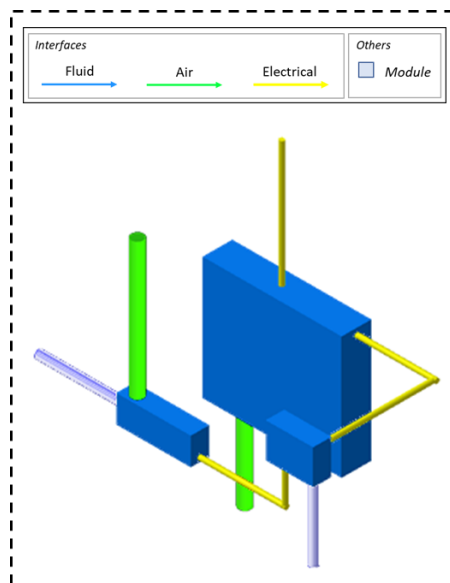 Interfaces
Others
Fluid
Air
Electrical
Module